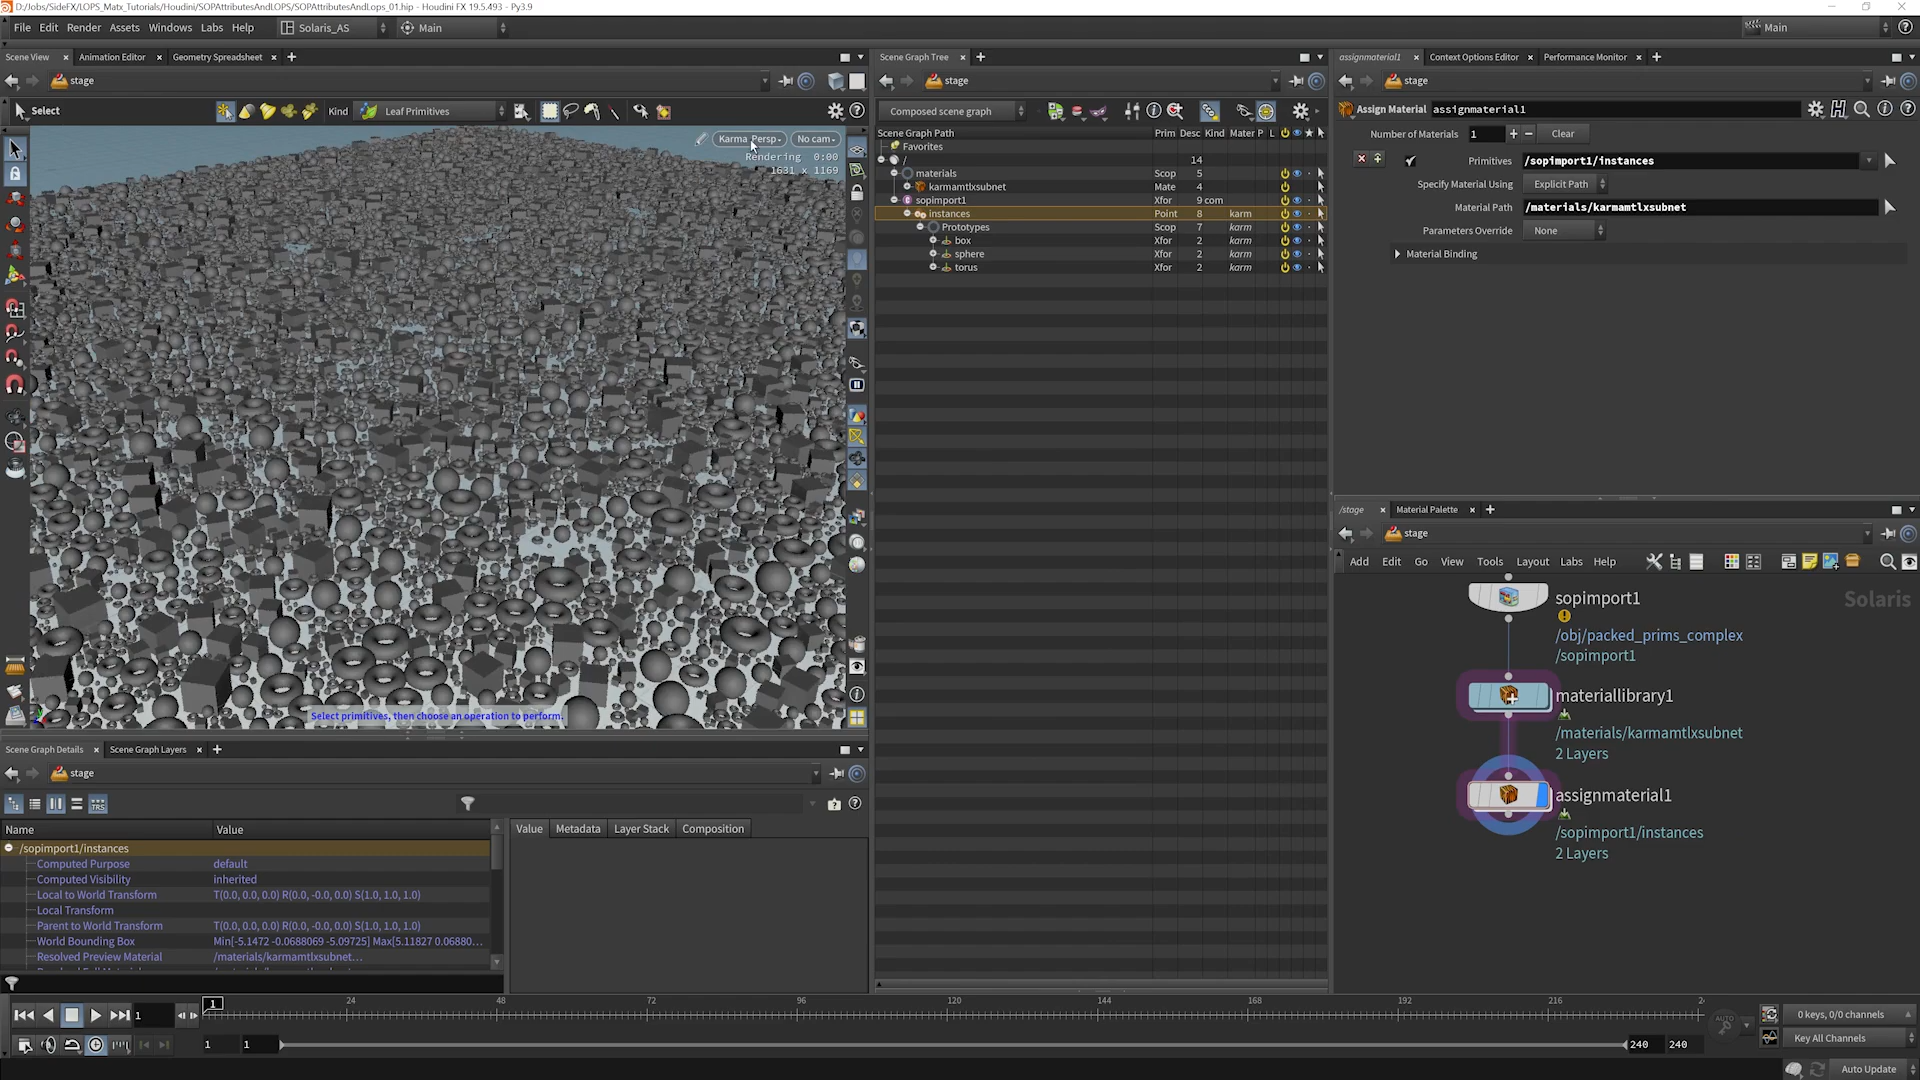 D:/Jobs/SideFX/LOPS_Matx_Tutorials/Houdini/SOPAttributesAndLOPS/SOPAttributesAndLops_01.hip - Houdini FX 19.5.493 - Py3.9
File Edit Render Assets Windows Labs Help Solaris_AS Main Main
Scene View Animation Editor Geometry Spreadsheet
stage
Select Kind Leaf Primitives
Karma Persp No cam
Rendering 0:00
1631 x 1169
Select primitives, then choose an operation to perform.
Scene Graph Tree
stage
Composed scene graph
Scene Graph Path Prim Desc Kind Mater P L
Favorites
/ 14
materials Scop 5
karmamtlxsubnet Mate 4
sopimport1 Xfor 9 com
instances Point 8 karm
Prototypes Scop 7 karm
box Xfor 2 karm
sphere Xfor 2 karm
torus Xfor 2 karm
assignmaterial1 Context Options Editor Performance Monitor
stage
Assign Material assignmaterial1
Number of Materials 1 Clear
Primitives /sopimport1/instances
Specify Material Using Explicit Path
Material Path /materials/karmamtlxsubnet
Parameters Override None
Material Binding
/stage Material Palette
stage
Add Edit Go View Tools Layout Labs Help
Solaris
sopimport1
/obj/packed_prims_complex
/sopimport1
materiallibrary1
/materials/karmamtlxsubnet
2 Layers
assignmaterial1
/sopimport1/instances
2 Layers
Scene Graph Details Scene Graph Layers
stage
Name Value
/sopimport1/instances
Computed Purpose default
Computed Visibility inherited
Local to World Transform T(0.0, 0.0, 0.0) R(0.0, -0.0, 0.0) S(1.0, 1.0, 1.0)
Local Transform
Parent to World Transform T(0.0, 0.0, 0.0) R(0.0, -0.0, 0.0) S(1.0, 1.0, 1.0)
World Bounding Box Min[-5.1472 -0.0688069 -5.09725] Max[5.11827 0.06880...
Resolved Preview Material /materials/karmamtlxsubnet...
Value Metadata Layer Stack Composition
1 1 24 48 72 96 120 144 168 192 216
AUTO
0 keys, 0/0 channels
1 1 240 240 Key All Channels
Auto Update